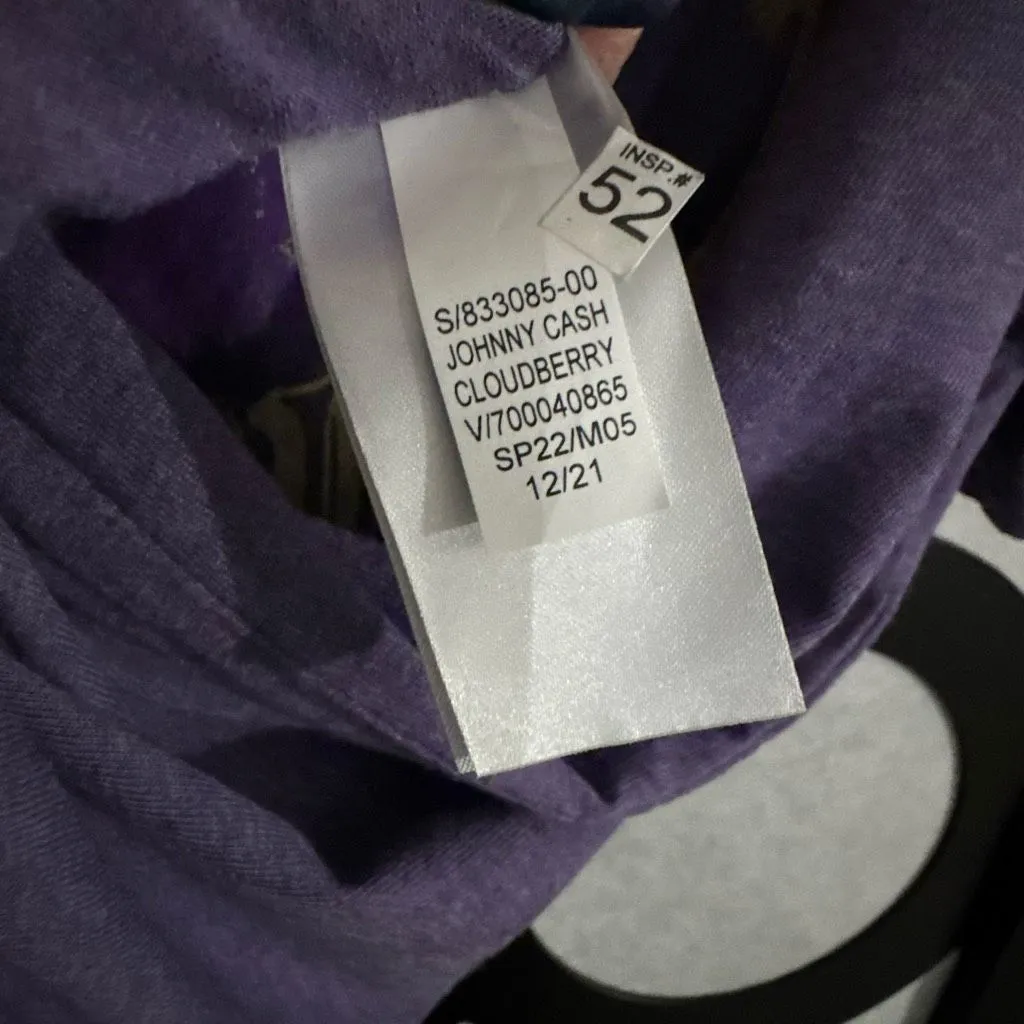 INSP.#
52
S/833085-00
JOHNNY CASH
CLOUDBERRY
V/700040865
SP22/M05
12/21